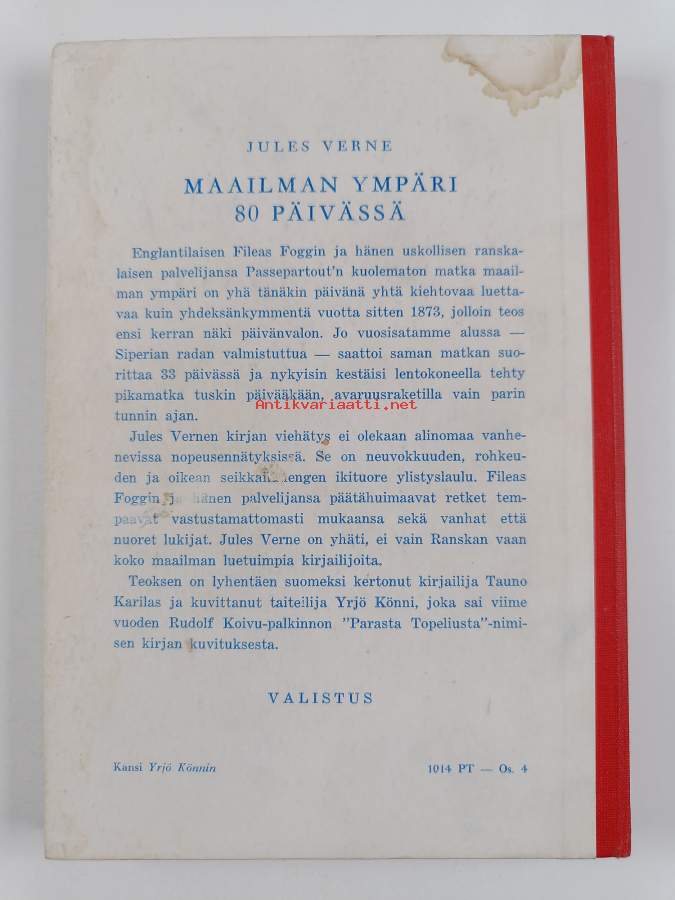 JULES VERNE
MAAILMAN YMPÄRI
80 PÄIVÄSSÄ
Englantilaisen Fileas Foggin ja hänen uskollisen ranska-
laisen palvelijansa Passepartout'n kuolematon matka maail-
man ympäri on yhä tänäkin päivänä yhtä kiehtovaa luetta-
vaa kuin yhdeksänkymmentä vuotta sitten 1873, jolloin teos
ensi kerran näki päivänvalon. Jo vuosisatamme alussa —
Siperian radan valmistuttua — saattoi saman matkan suo-
rittaa 33 päivässä ja nykyisin kestäisi lentokoneella tehty
pikamatka tuskin päivääkään, avaruusraketilla vain parin
tunnin ajan.
Antikvariaatti.net
Jules Vernen kirjan viehätys ei olekaan alinomaa vanhe-
nevissa nopeusennätyksissä. Se on neuvokkuuden, rohkeu-
den ja oikean ikituore ylistyslaulu. Fileas
Foggin ja hänen palvelijansa päätähuimaavat retket tem-
paavat vastustamattomasti mukaansa sekä vanhat että
nuoret lukijat. Jules Verne on yhäti, ei vain Ranskan vaan
koko maailman luetuimpia kirjailijoita.
Teoksen on lyhentäen suomeksi kertonut kirjailija Tauno
Karilas ja kuvittanut taiteilija Yrjö Könni, joka sai viime
vuoden Rudolf Koivu-palkinnon "Parasta Topeliusta"-nimi-
sen kirjan kuvituksesta.
VALISTUS
Kansi Yrjö Könnin
1014 PT — Os. 4